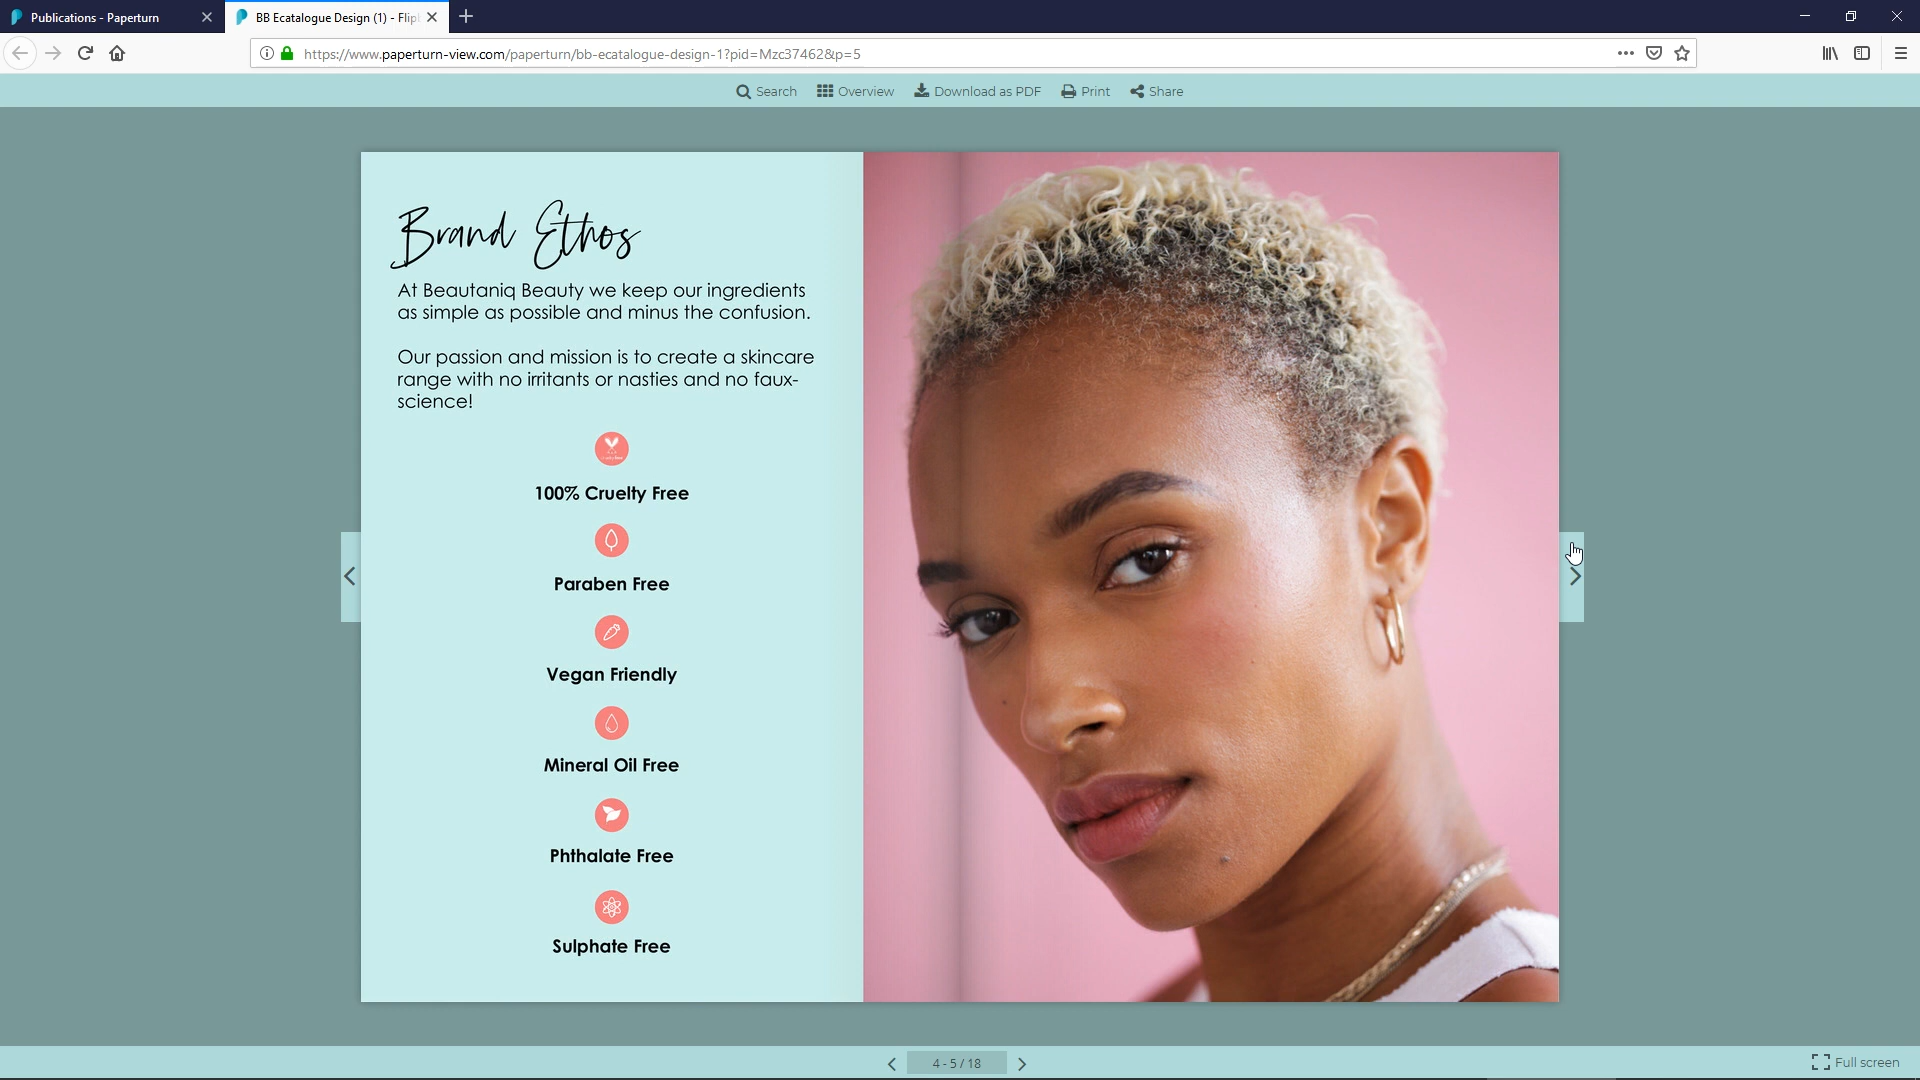 Publications - Paperturn
BB Ecatalogue Design (1) - Flip
https://www.paperturn-view.com/paperturn/bb-ecatalogue-design-1?pid=Mzc37462&p=5
Search
Overview
Download as PDF
Print
Share
Brand Ethos
At Beautaniq Beauty we keep our ingredients
as simple as possible and minus the confusion.
Our passion and mission is to create a skincare
range with no irritants or nasties and no faux-
science!
100% Cruelty Free
Paraben Free
Vegan Friendly
Mineral Oil Free
Phthalate Free
Sulphate Free
4 - 5 / 18
Full screen